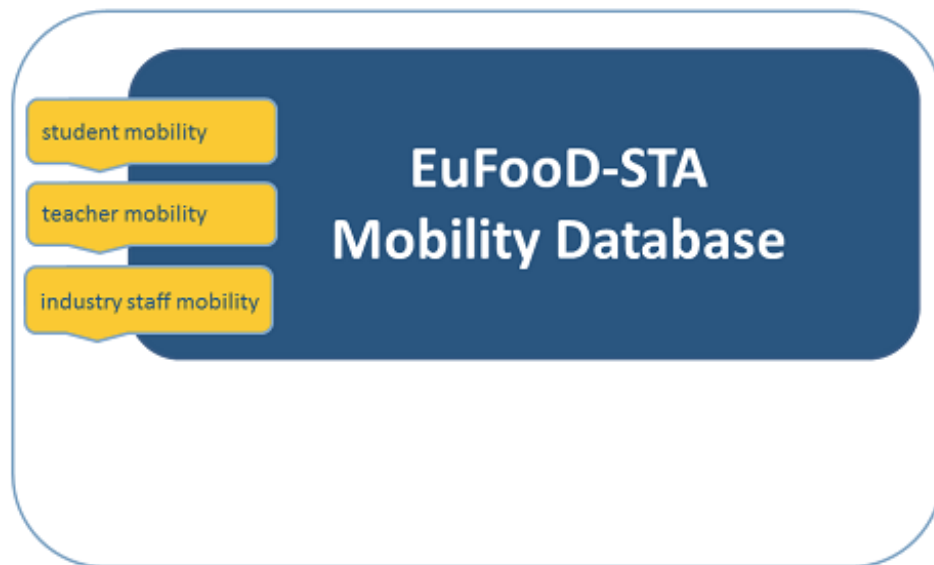 student mobility
teacher mobility
industry staff mobility
EuFooD-STA
Mobility Database